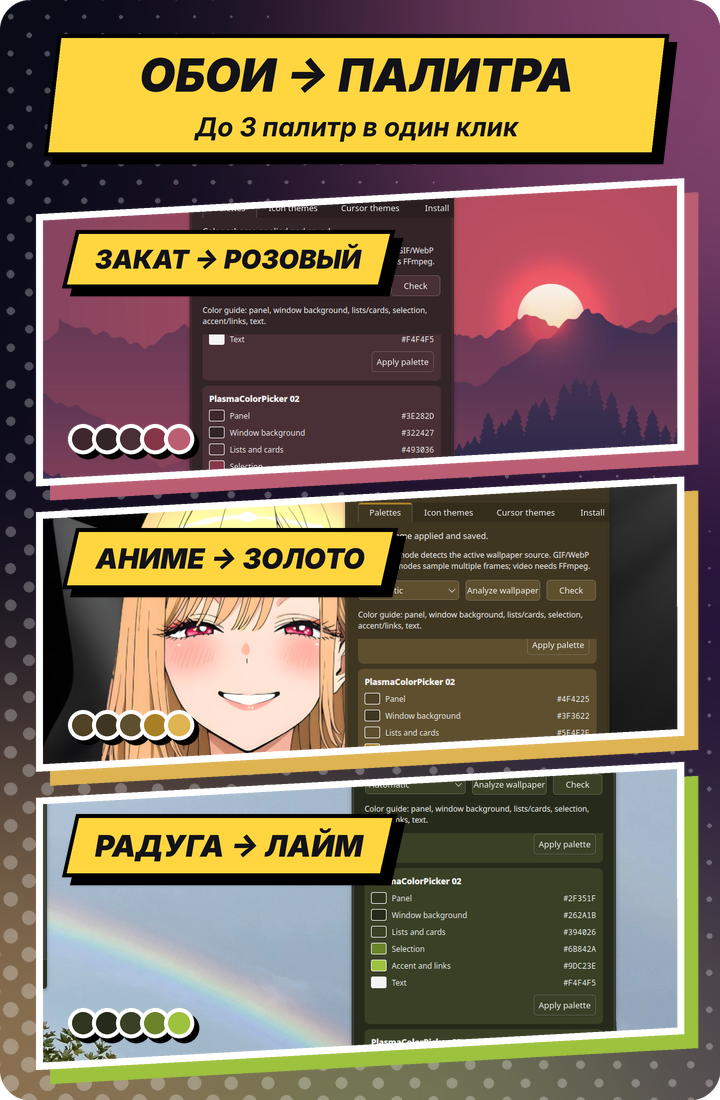 ОБОИ → ПАЛИТРА
До 3 палитр в один клик
Icon themes Cursor themes Install
ЗАКАТ → РОЗОВЫЙ
GIF/WebP
FFmpeg.
Check
Color guide: panel, window background, lists/cards, selection,
accent/links, text.
Text #F4F4F5
Apply palette
PlasmaColorPicker 02
Panel #3E282D
Window background #322427
Lists and cards #493036
Selection
Palettes Icon themes Cursor themes Install
applied and saved.
АНИМЕ → ЗОЛОТО
mode detects the active wallpaper source. GIF/WebP
modes sample multiple frames; video needs FFmpeg.
Analyze wallpaper Check
Color guide: panel, window background, lists/cards, selection,
accent/links, text.
Apply palette
PlasmaColorPicker 02
Panel #4F4225
Window background #3F3622
Lists and cards #5F4F2F
Automatic Analyze wallpaper Check
Color guide: panel, window background, lists/cards, selection,
text.
РАДУГА → ЛАЙМ
Apply palette
PlasmaColorPicker 02
Panel #2F351F
Window background #262A1B
Lists and cards #394026
Selection #6B842A
Accent and links #9DC23E
Text #F4F4F5
Apply palette
PlasmaColorPicker 03